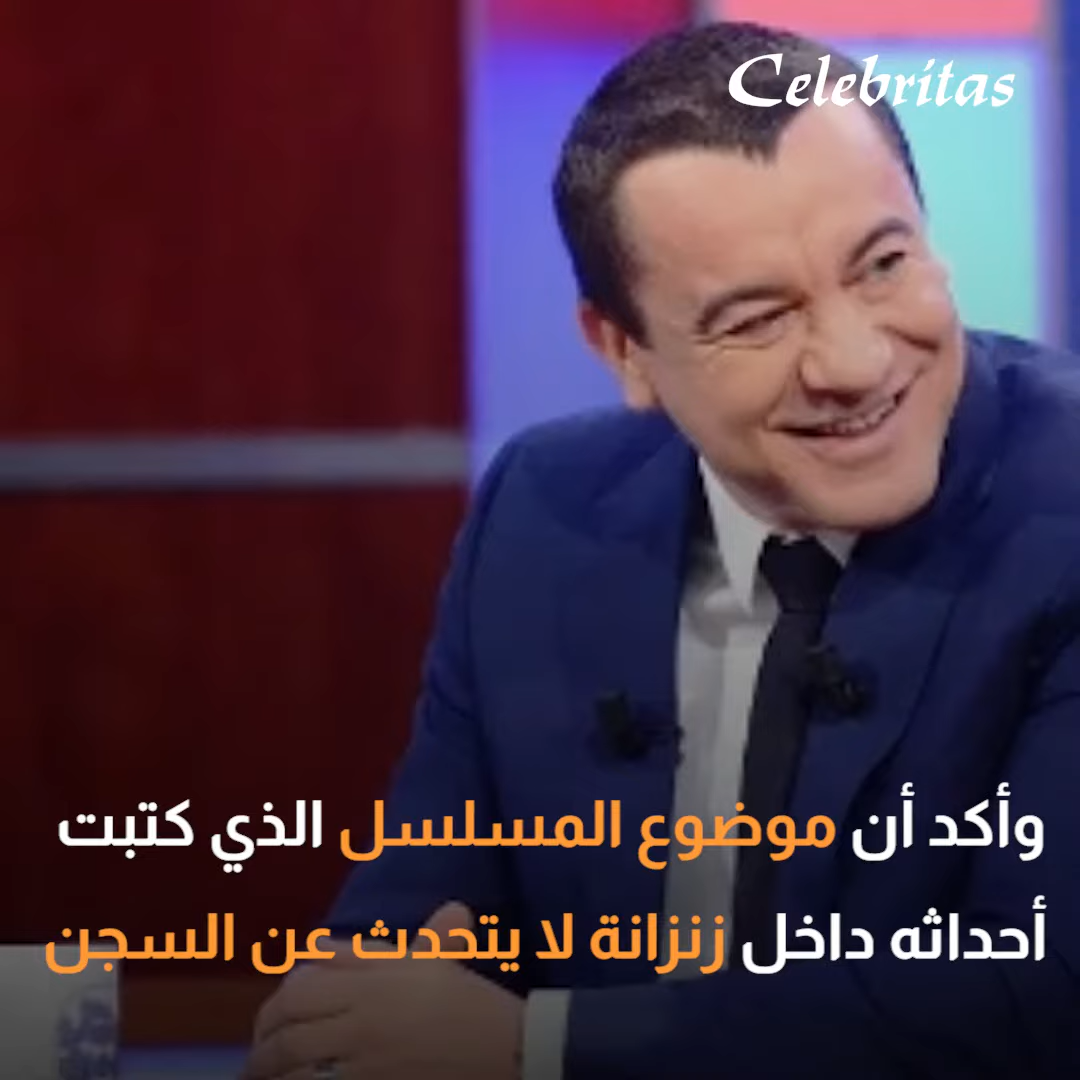 Celebritas
وأكد أن موضوع المسلسل الذي كتبت
أحداثه داخل زنزانة لا يتحدث عن السجن